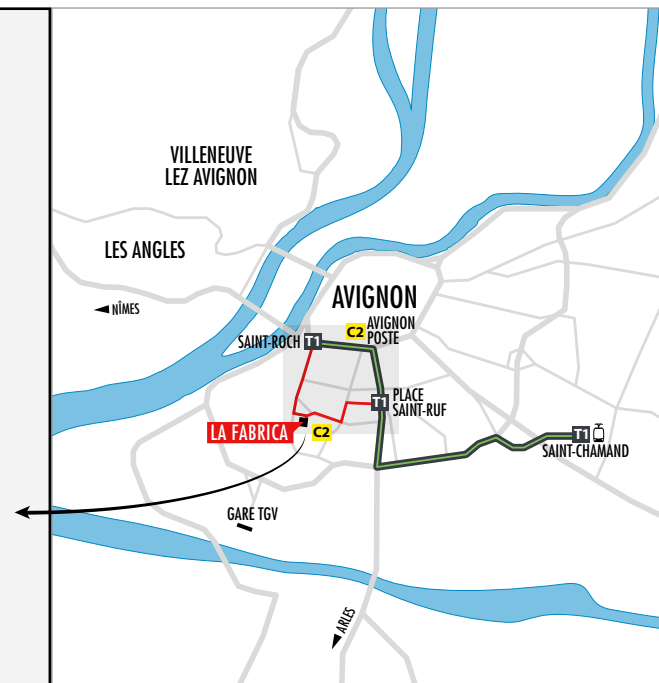 VILLENEUVE
LEZ AVIGNON
LES ANGLES
NÎMES
AVIGNON
SAINT-ROCH T1
C2 AVIGNON
POSTE
T1 PLACE
SAINT-RUF
LA FABRICA
C2
T1
SAINT-CHAMAND
GARE TGV
ARLES